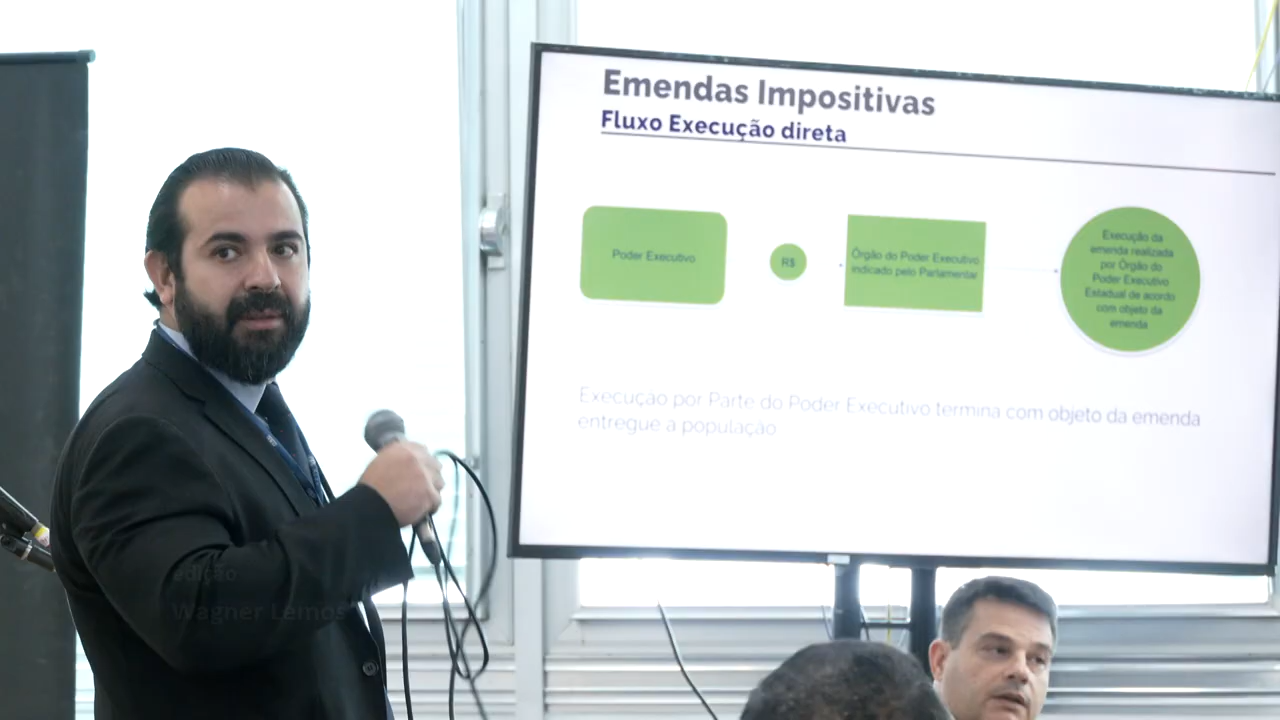 Emendas Impositivas
Fluxo Execução direta
Poder Executivo
R$
Órgão do Poder Executivo
indicado pelo Parlamentar
Execução da
emenda realizada
por Órgão do
Poder Executivo
Estadual de acordo
com objeto da
emenda
Execução por Parte do Poder Executivo termina com objeto da emenda
entregue a população
edição
Wagner Lemos